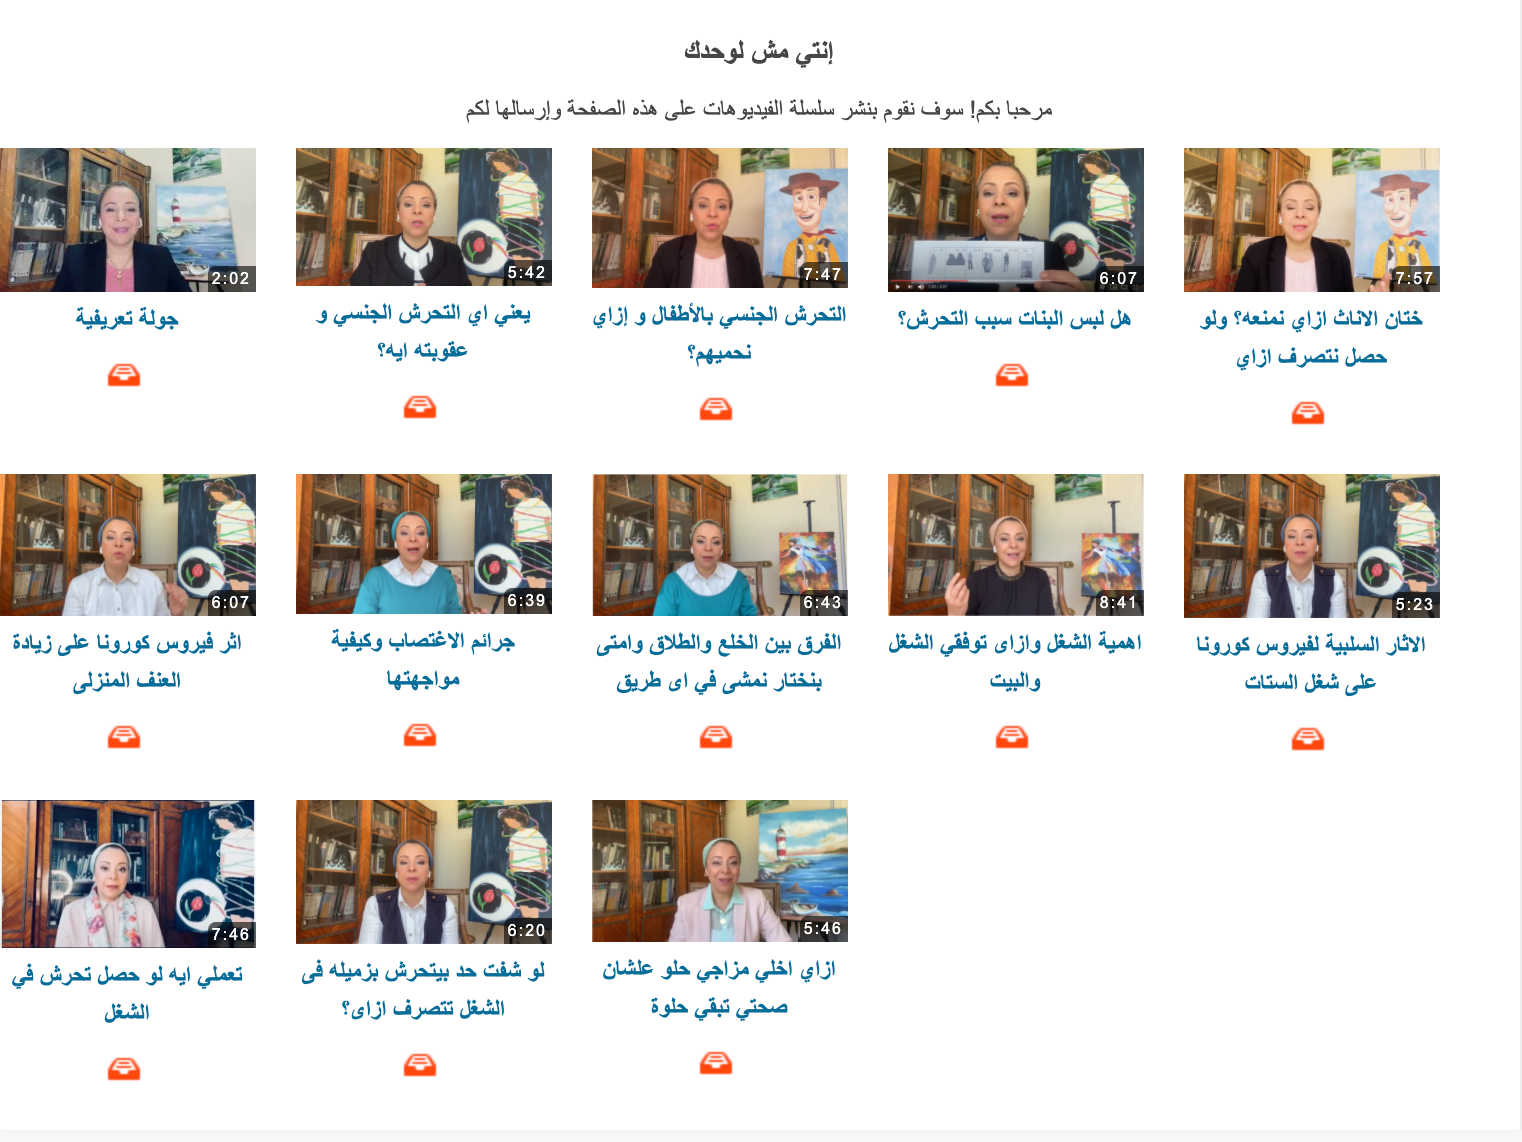 إنتي مش لوحدك
مرحبا بكم! سوف نقوم بنشر سلسلة الفيديوهات على هذه الصفحة وإرسالها لكم
2:02
جولة تعريفية
5:42
يعني اي التحرش الجنسي و
عقوبته ايه؟
7:47
التحرش الجنسي بالأطفال و إزاي
نحميهم؟
6:07
هل لبس البنات سبب التحرش؟
7:57
ختان الاناث ازاي نمنعه؟ ولو
حصل نتصرف ازاي
6:07
اثر فيروس كورونا على زيادة
العنف المنزلى
6:39
جرائم الاغتصاب وكيفية
مواجهتها
6:43
الفرق بين الخلع والطلاق وامتى
بنختار نمشى في اى طريق
8:41
اهمية الشغل وازاى توفقي الشغل
والبيت
5:23
الاثار السلبية لفيروس كورونا
على شغل الستات
7:46
تعملي ايه لو حصل تحرش في
الشغل
6:20
لو شفت حد بيتحرش بزميله فى
الشغل تتصرف ازاى؟
5:46
ازاي اخلي مزاجي حلو علشان
صحتي تبقي حلوة